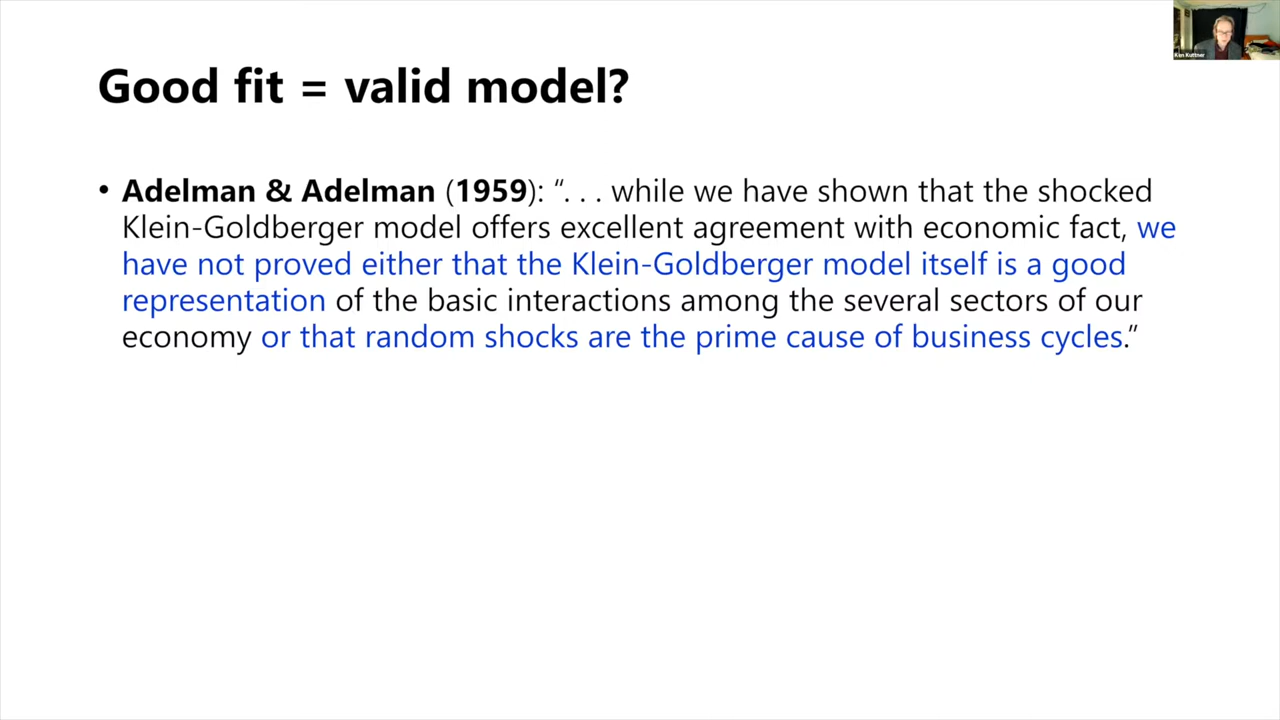 Ken Kuttner
Good fit = valid model?
• Adelman & Adelman (1959): “. . . while we have shown that the shocked
Klein-Goldberger model offers excellent agreement with economic fact, we
have not proved either that the Klein-Goldberger model itself is a good
representation of the basic interactions among the several sectors of our
economy or that random shocks are the prime cause of business cycles.”